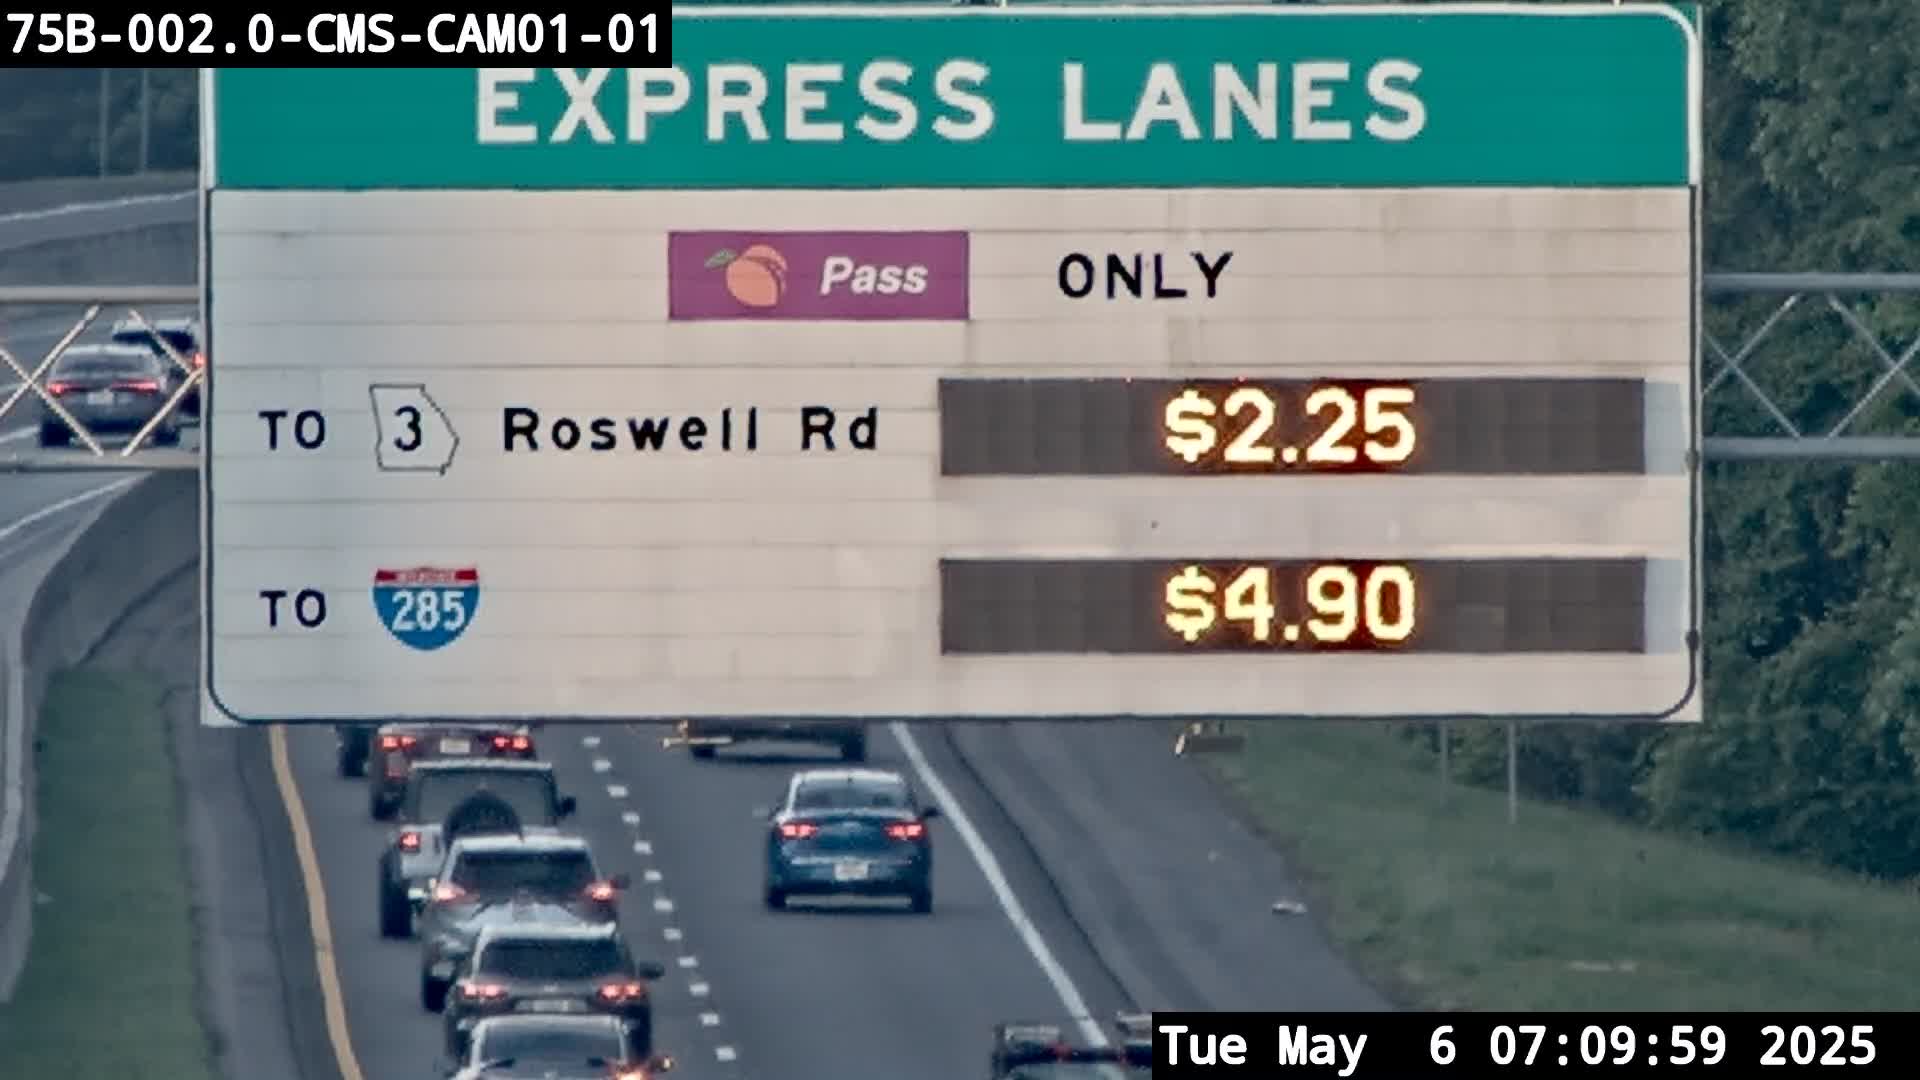 75B-002.0-CMS-CAM01-01
EXPRESS LANES
Pass ONLY
TO 3 Roswell Rd $2.25
TO 285 $4.90
Tue May 6 07:09:59 2025